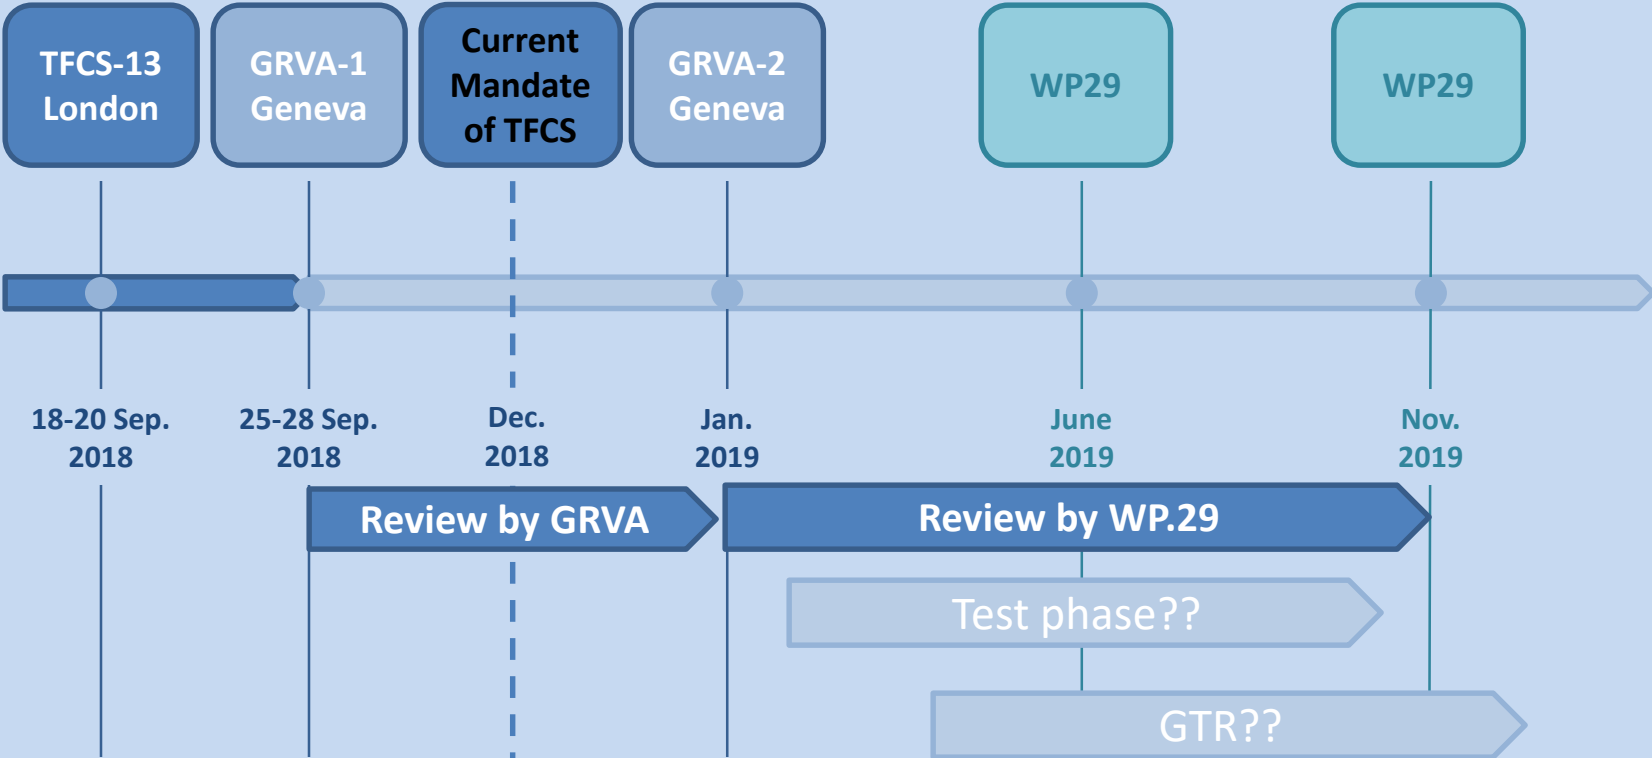 TFCS-13
London
GRVA-1
Geneva
Current
Mandate
of TFCS
GRVA-2
Geneva
WP29
WP29
18-20 Sep.
2018
25-28 Sep.
2018
Dec.
2018
Jan.
2019
June
2019
Nov.
2019
Review by GRVA
Review by WP.29
Test phase??
GTR??